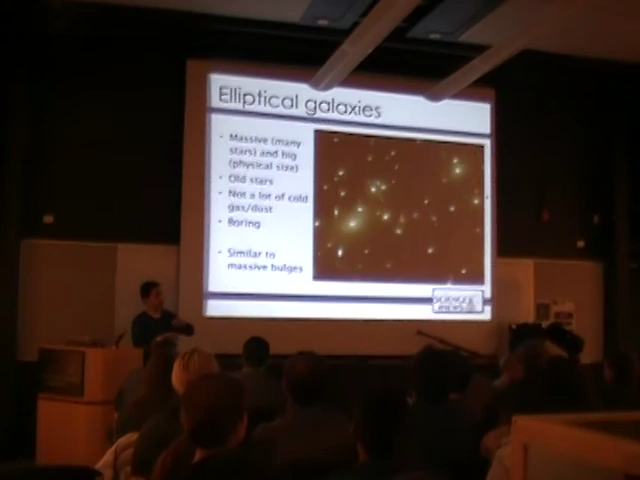 Elliptical galaxies
• Massive (many
stars) and big
(physical size)
• Old stars
• Not a lot of cold
gas/dust
• Boring
• Similar to
massive bulges
SCIENCE